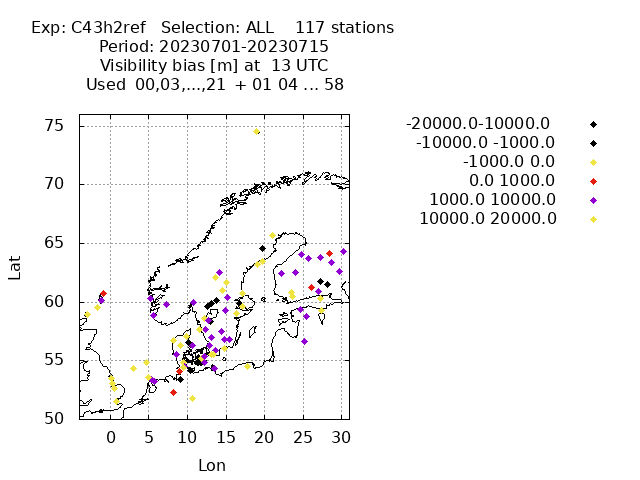 Exp: C43h2ref   Selection: ALL    117 stations
Period: 20230701-20230715
Visibility bias [m] at  13 UTC
Used  00,03,...,21  + 01 04 ... 58
-20000.0-10000.0
-10000.0 -1000.0
-1000.0 0.0
0.0 1000.0
1000.0 10000.0
10000.0 20000.0
75
70
65
60
55
50
Lat
0 5 10 15 20 25 30
Lon